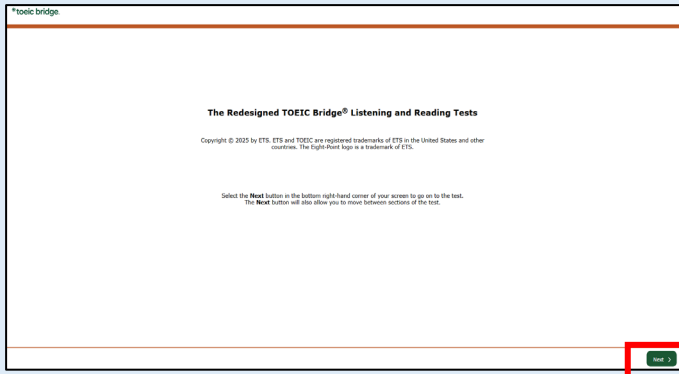 *toeic bridge.
The Redesigned TOEIC Bridge® Listening and Reading Tests
Copyright © 2025 by ETS. ETS and TOEIC are registered trademarks of ETS in the United States and other
countries. The Eight-Point logo is a trademark of ETS.
Select the Next button in the bottom right-hand corner of your screen to go on to the test.
The Next button will also allow you to move between sections of the test.
Next >